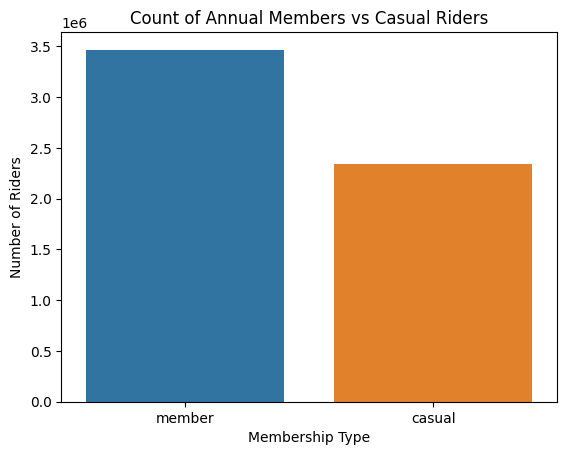 Count of Annual Members vs Casual Riders
1e6
3.5
3.0
2.5
2.0
1.5
1.0
0.5
0.0
Number of Riders
member
casual
Membership Type